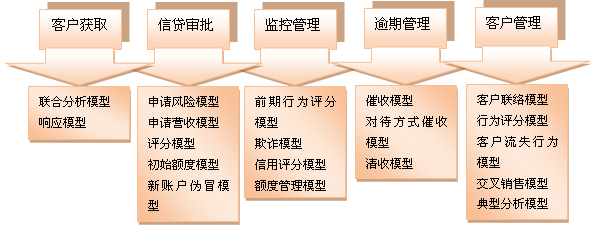 客户获取
信贷审批
监控管理
逾期管理
客户管理
联合分析模型
响应模型
申请风险模型
申请营收模型
评分模型
初始额度模型
新账户伪冒模
型
前期行为评分
模型
欺诈模型
信用评分模型
额度管理模型
催收模型
对待方式催收
模型
清收模型
客户联络模型
行为评分模型
客户流失行为
模型
交叉销售模型
典型分析模型